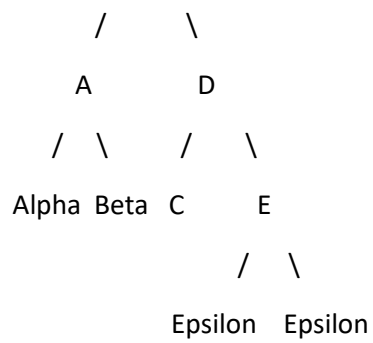 / \
A D
/ \ / \
Alpha Beta C E
/ \
Epsilon Epsilon